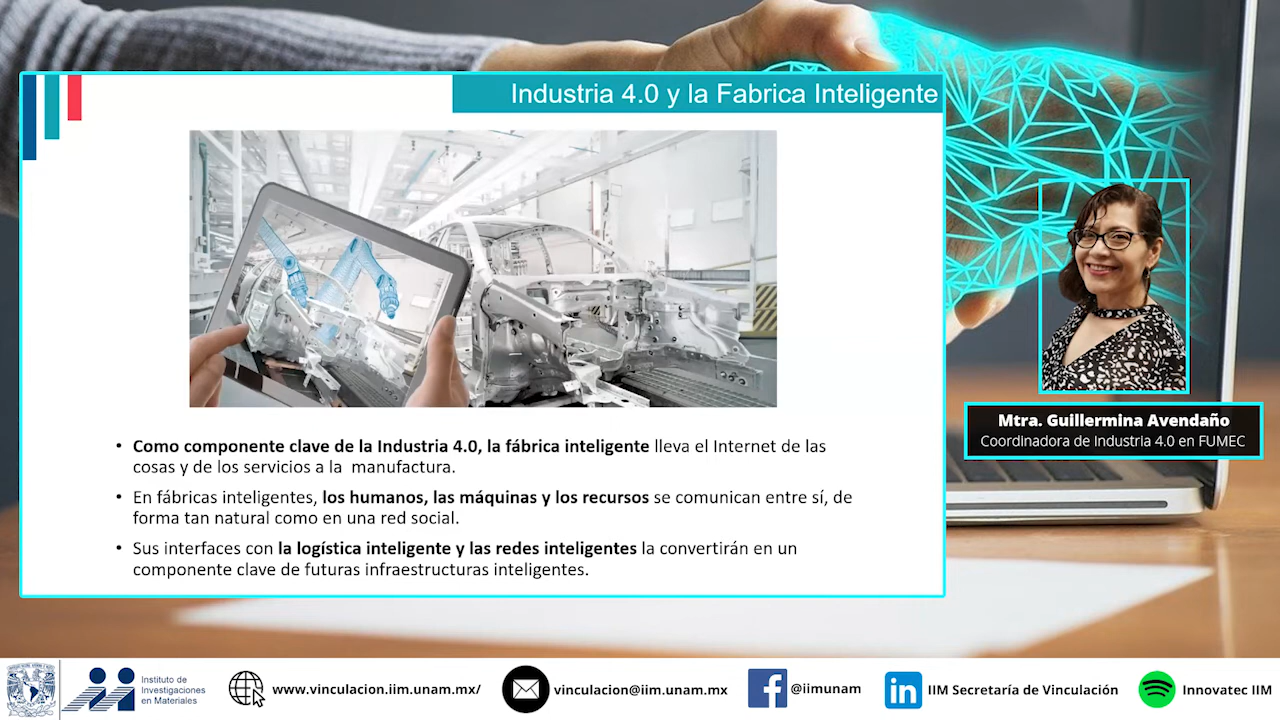 Industria 4.0 y la Fabrica Inteligente
• Como componente clave de la Industria 4.0, la fábrica inteligente lleva el Internet de las
cosas y de los servicios a la manufactura.
• En fábricas inteligentes, los humanos, las máquinas y los recursos se comunican entre sí, de
forma tan natural como en una red social.
• Sus interfaces con la logística inteligente y las redes inteligentes la convertirán en un
componente clave de futuras infraestructuras inteligentes.
Mtra. Guillermina Avendaño
Coordinadora de Industria 4.0 en FUMEC
Instituto de
Investigaciones
en Materiales
www.vinculacion.iim.unam.mx/
vinculacion@iim.unam.mx
@iimunam
IIM Secretaría de Vinculación
Innovatec IIM